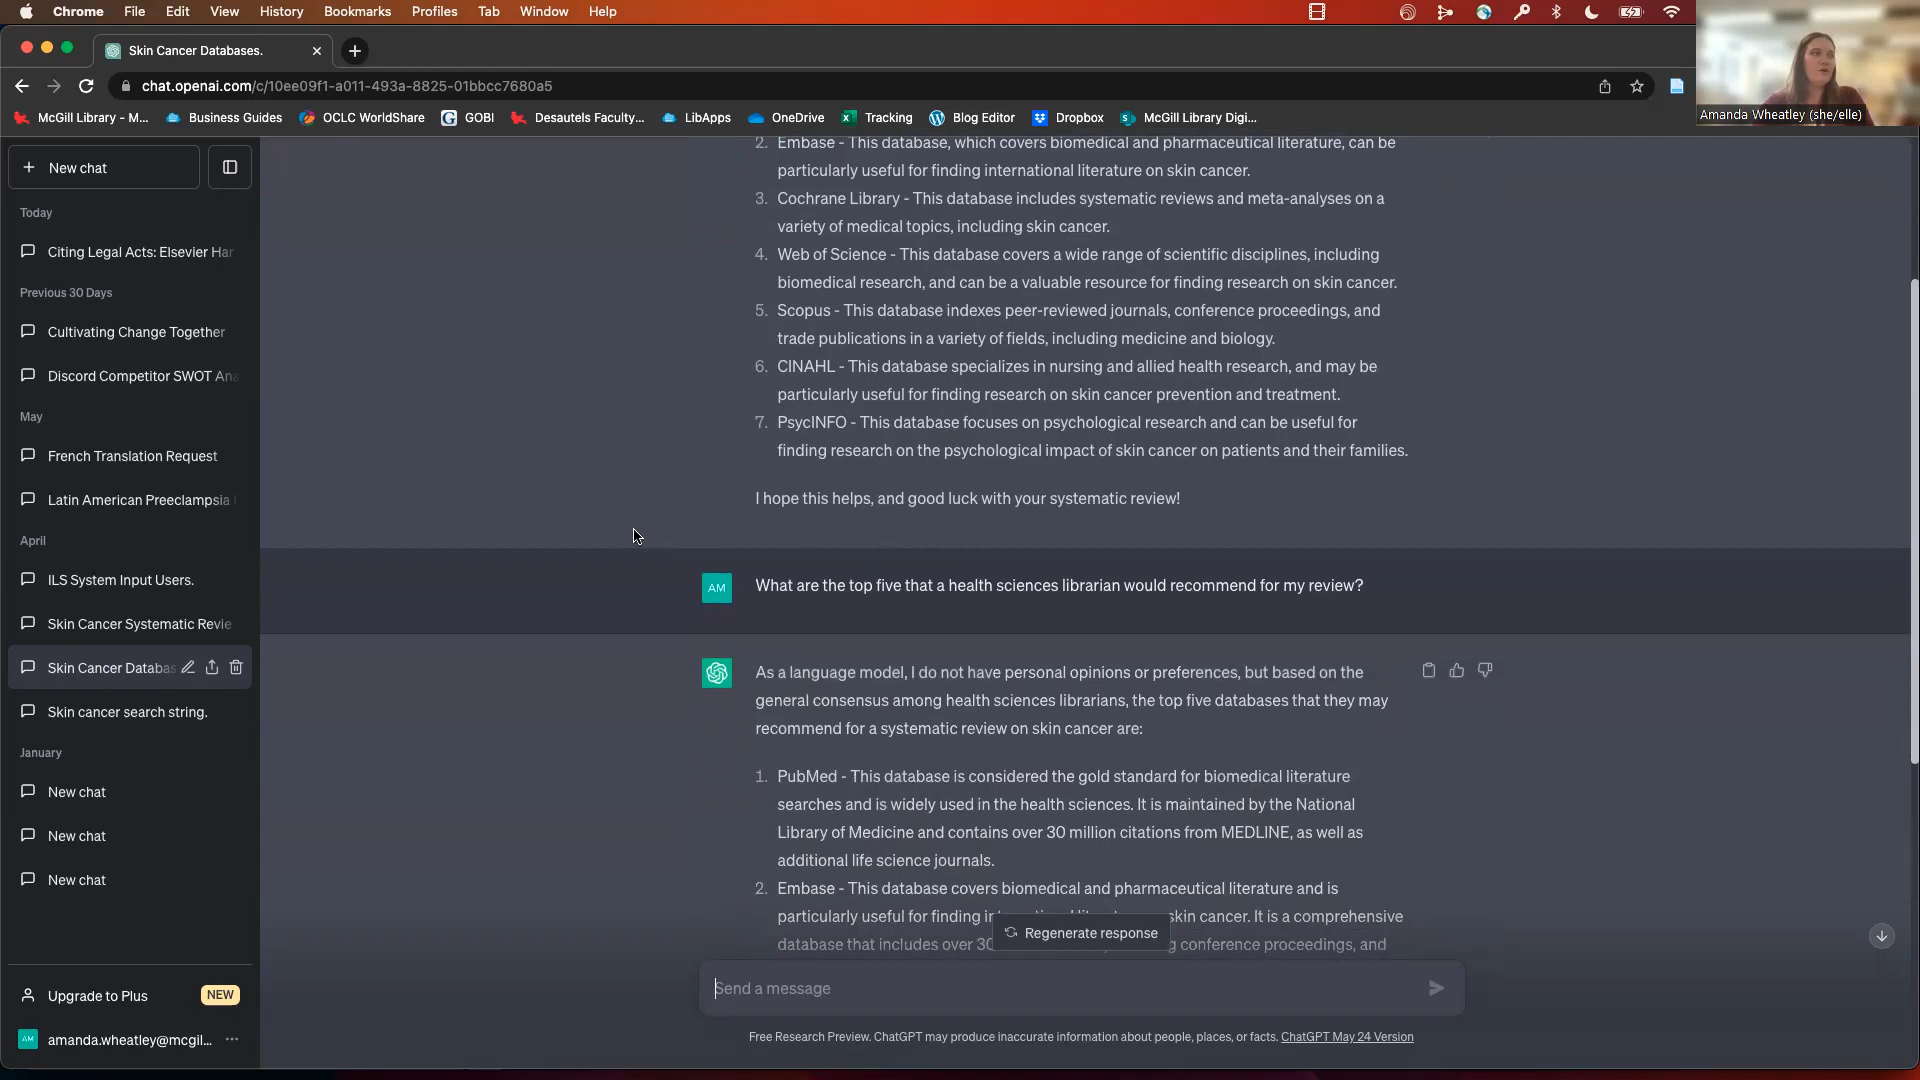 Chrome File Edit View History Bookmarks Profiles Tab Window Help
Skin Cancer Databases.
chat.openai.com/c/10ee09f1-a011-493a-8825-01bbcc7680a5
Amanda Wheatley (she/elle)
McGill Library - M... Business Guides OCLC WorldShare GOBI Desautels Faculty... LibApps OneDrive Tracking Blog Editor Dropbox McGill Library Digi...
New chat
Today
Citing Legal Acts: Elsevier Har
Previous 30 Days
Cultivating Change Together
Discord Competitor SWOT Ana
May
French Translation Request
Latin American Preeclampsia
April
ILS System Input Users.
Skin Cancer Systematic Revie
Skin Cancer Databas
Skin cancer search string.
January
New chat
New chat
New chat
Upgrade to Plus NEW
AM amanda.wheatley@mcgil...
2. Embase - This database, which covers biomedical and pharmaceutical literature, can be
particularly useful for finding international literature on skin cancer.
3. Cochrane Library - This database includes systematic reviews and meta-analyses on a
variety of medical topics, including skin cancer.
4. Web of Science - This database covers a wide range of scientific disciplines, including
biomedical research, and can be a valuable resource for finding research on skin cancer.
5. Scopus - This database indexes peer-reviewed journals, conference proceedings, and
trade publications in a variety of fields, including medicine and biology.
6. CINAHL - This database specializes in nursing and allied health research, and may be
particularly useful for finding research on skin cancer prevention and treatment.
7. PsycINFO - This database focuses on psychological research and can be useful for
finding research on the psychological impact of skin cancer on patients and their families.
I hope this helps, and good luck with your systematic review!
AM What are the top five that a health sciences librarian would recommend for my review?
As a language model, I do not have personal opinions or preferences, but based on the
general consensus among health sciences librarians, the top five databases that they may
recommend for a systematic review on skin cancer are:
1. PubMed - This database is considered the gold standard for biomedical literature
searches and is widely used in the health sciences. It is maintained by the National
Library of Medicine and contains over 30 million citations from MEDLINE, as well as
additional life science journals.
2. Embase - This database covers biomedical and pharmaceutical literature and is
particularly useful for finding skin cancer. It is a comprehensive
database that includes over 30 conference proceedings, and
Regenerate response
Send a message
Free Research Preview. ChatGPT may produce inaccurate information about people, places, or facts. ChatGPT May 24 Version